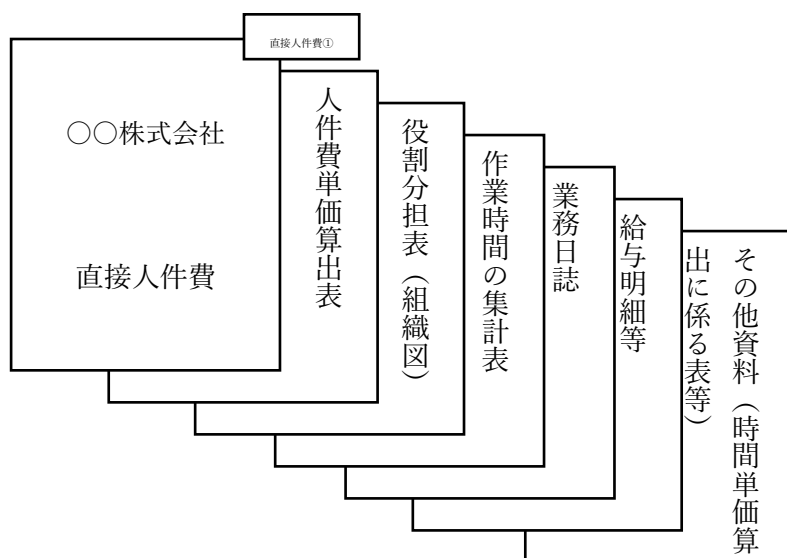 直接人件費①
○○株式会社
直接人件費
人件費単価算出表
役割分担表（組織図）
作業時間の集計表
業務日誌
給与明細等
その他資料（時間単価算
出に係る表等）